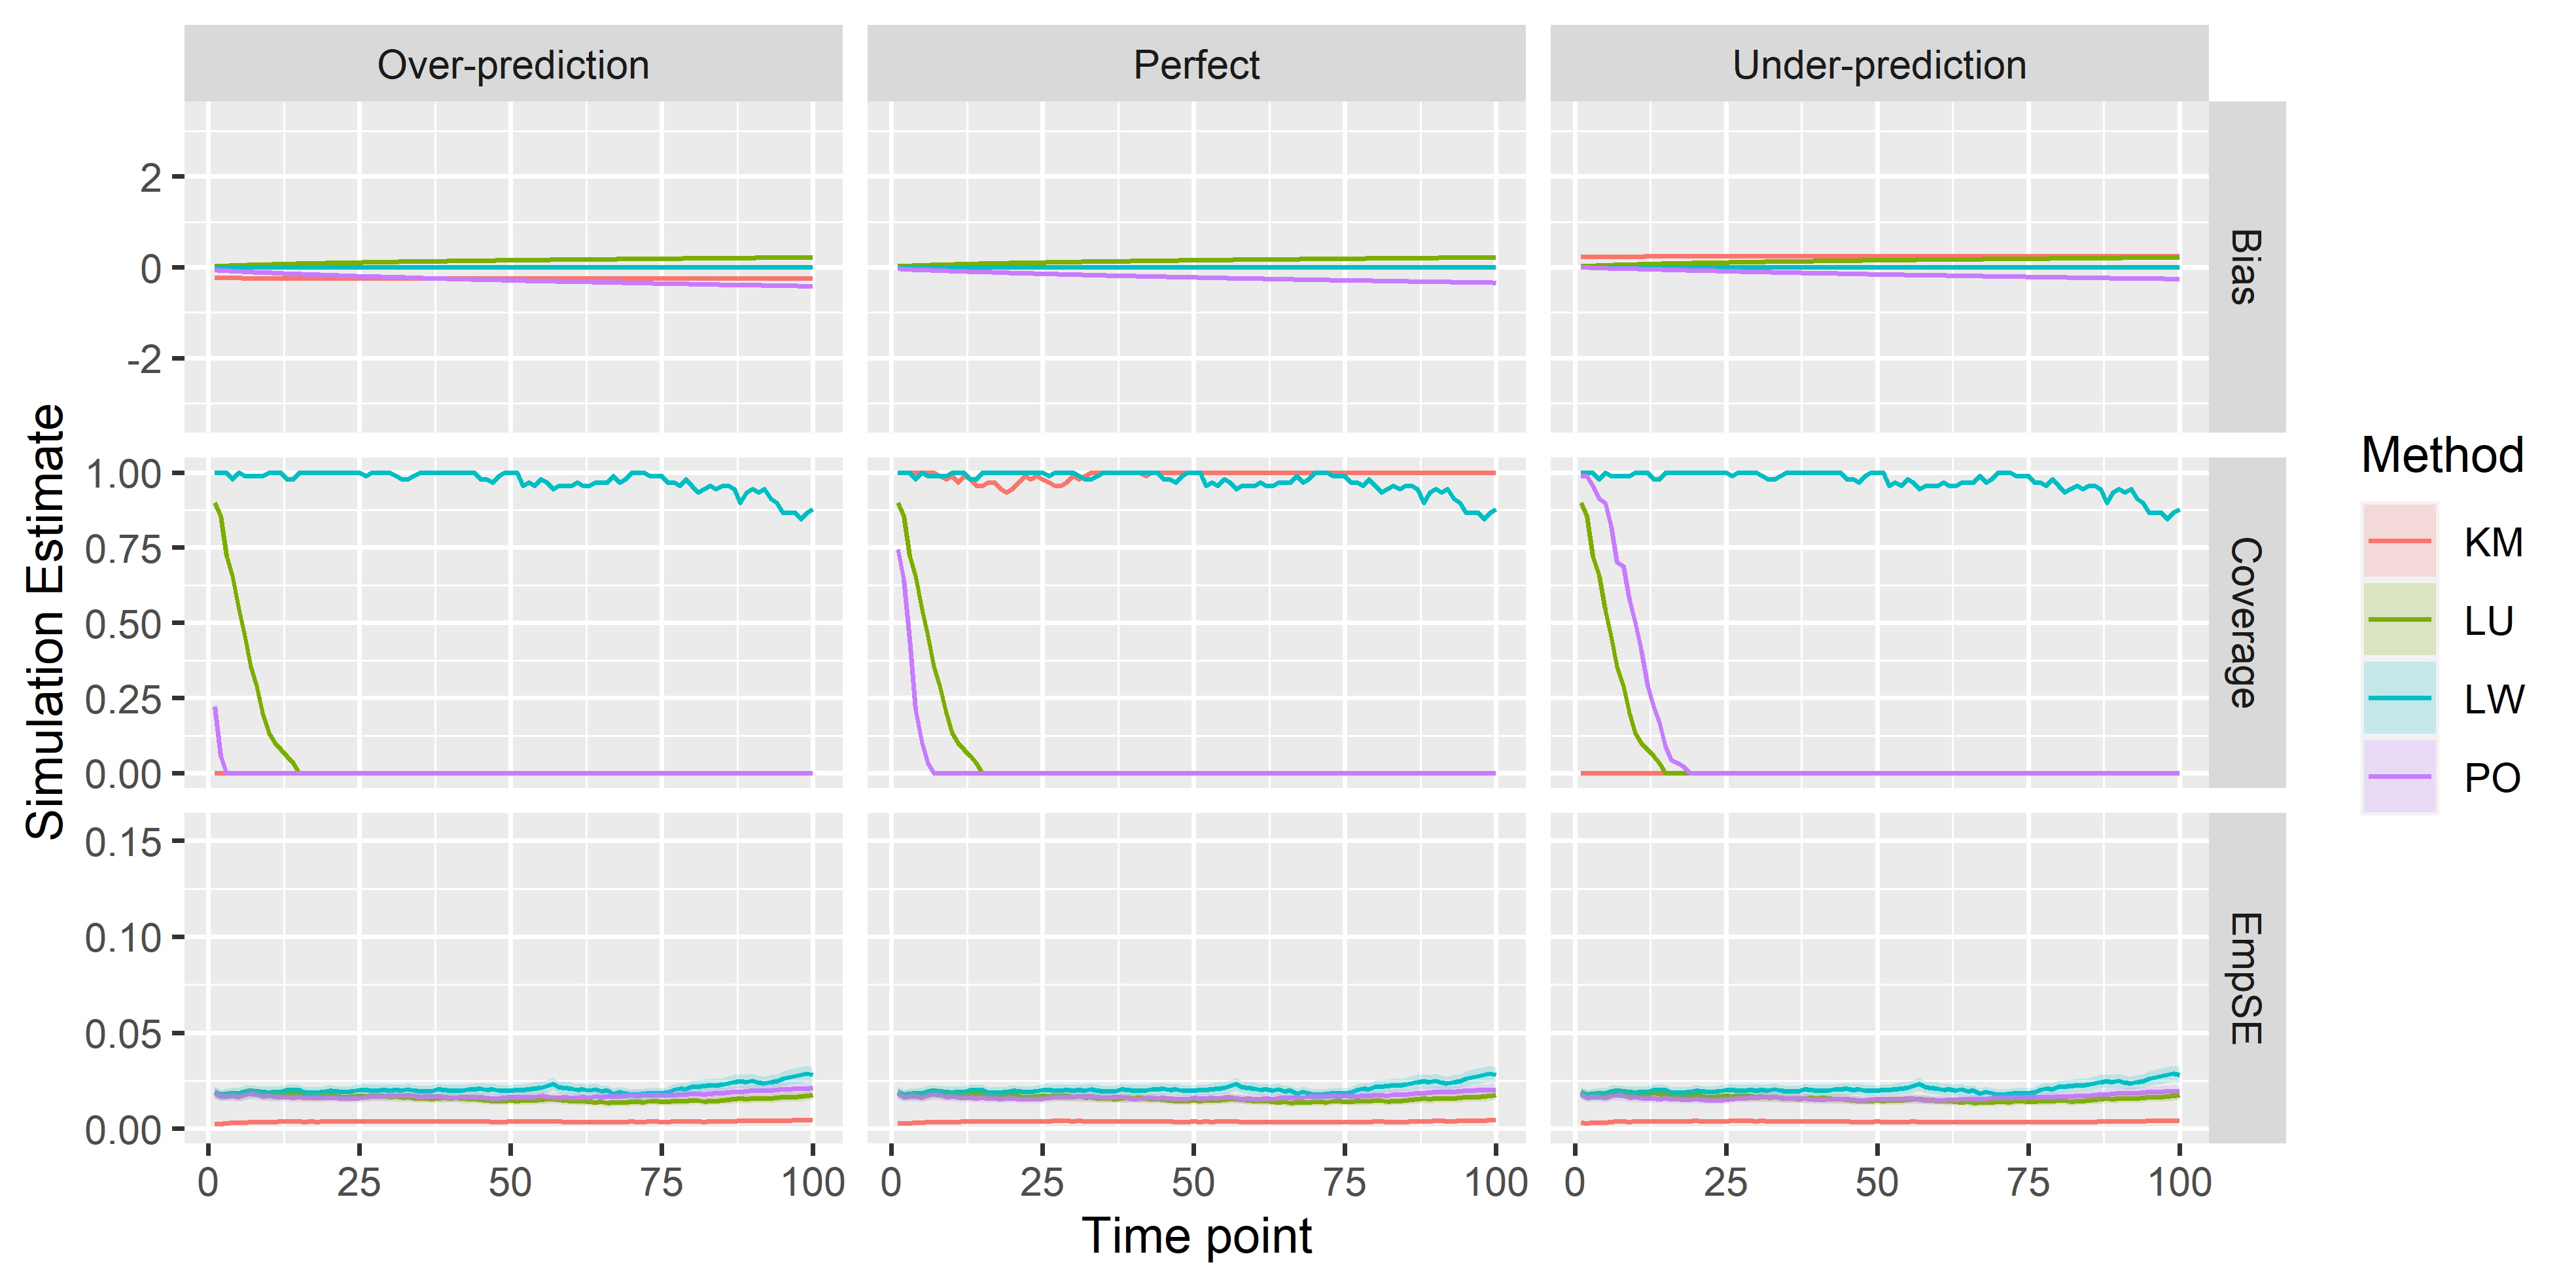 Over-prediction
Perfect
Under-prediction
Simulation Estimate
2
0
-2
Bias
1.00
0.75
0.50
0.25
0.00
Coverage
0.15
0.10
0.05
0.00
EmpSE
0 25 50 75 100
0 25 50 75 100
0 25 50 75 100
Time point
Method
KM
LU
LW
PO